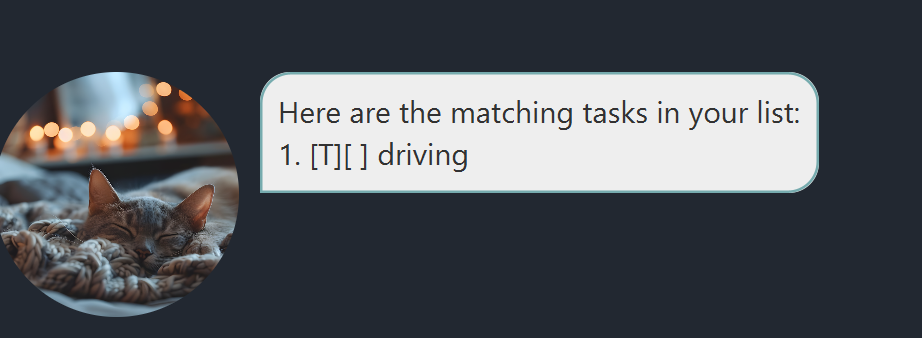 Here are the matching tasks in your list:
1. [T][ ] driving